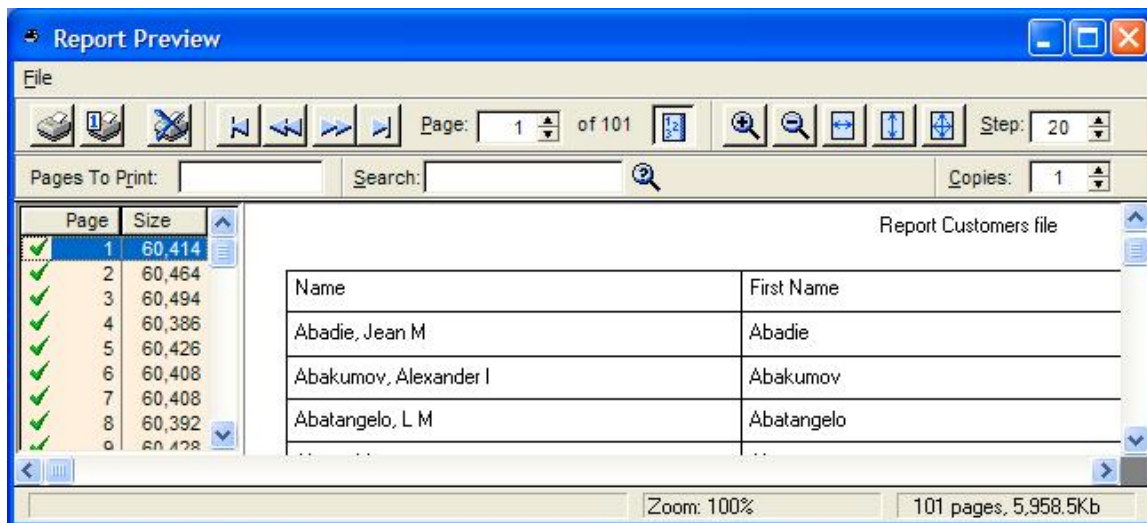 Report Preview
File
Page: 1 of 101 Step: 20
Pages To Print: Search: Copies: 1
Page Size
Report Customers file
1 60,414
2 60,464
3 60,494
4 60,386
5 60,426
6 60,408
7 60,408
8 60,392
9 60,428
Name First Name
Abadie, Jean M Abadie
Abakumov, Alexander I Abakumov
Abatangelo, L M Abatangelo
Zoom: 100% 101 pages, 5,958.5Kb